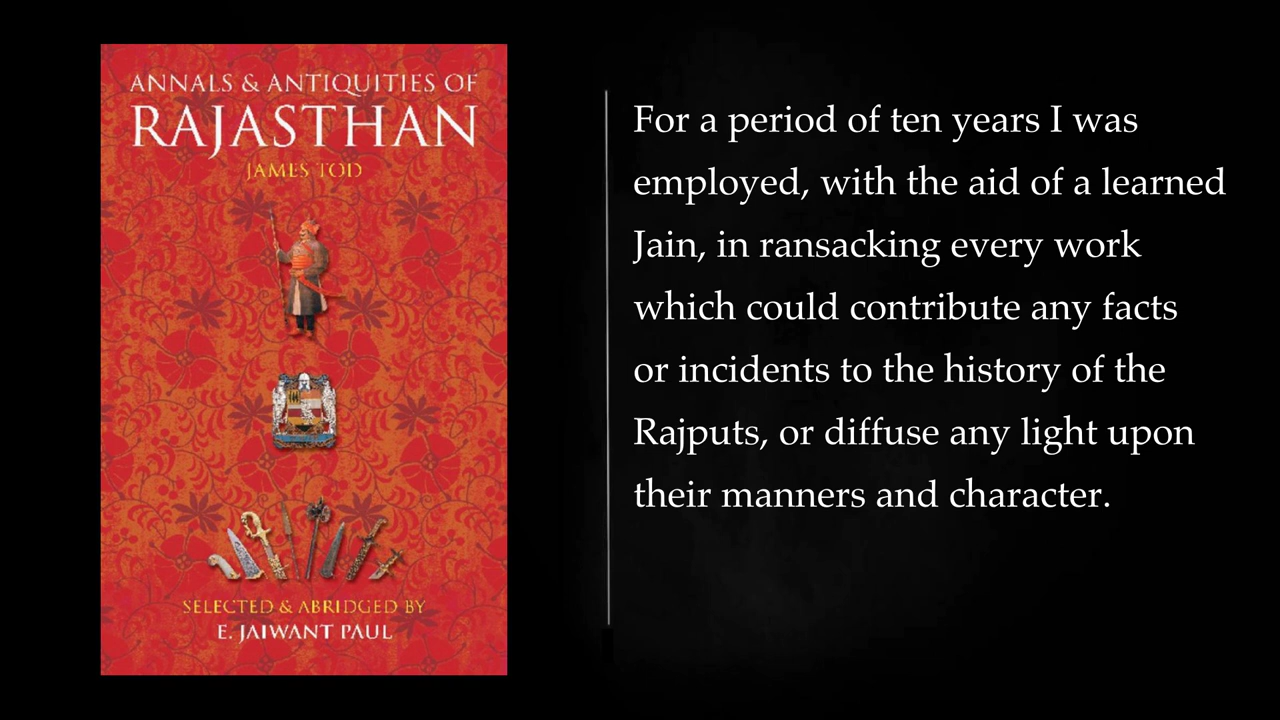 ANNALS & ANTIQUITIES OF
RAJASTHAN
JAMES TOD
SELECTED & ABRIDGED BY
E. JAIWANT PAUL
For a period of ten years I was
employed, with the aid of a learned
Jain, in ransacking every work
which could contribute any facts
or incidents to the history of the
Rajputs, or diffuse any light upon
their manners and character.